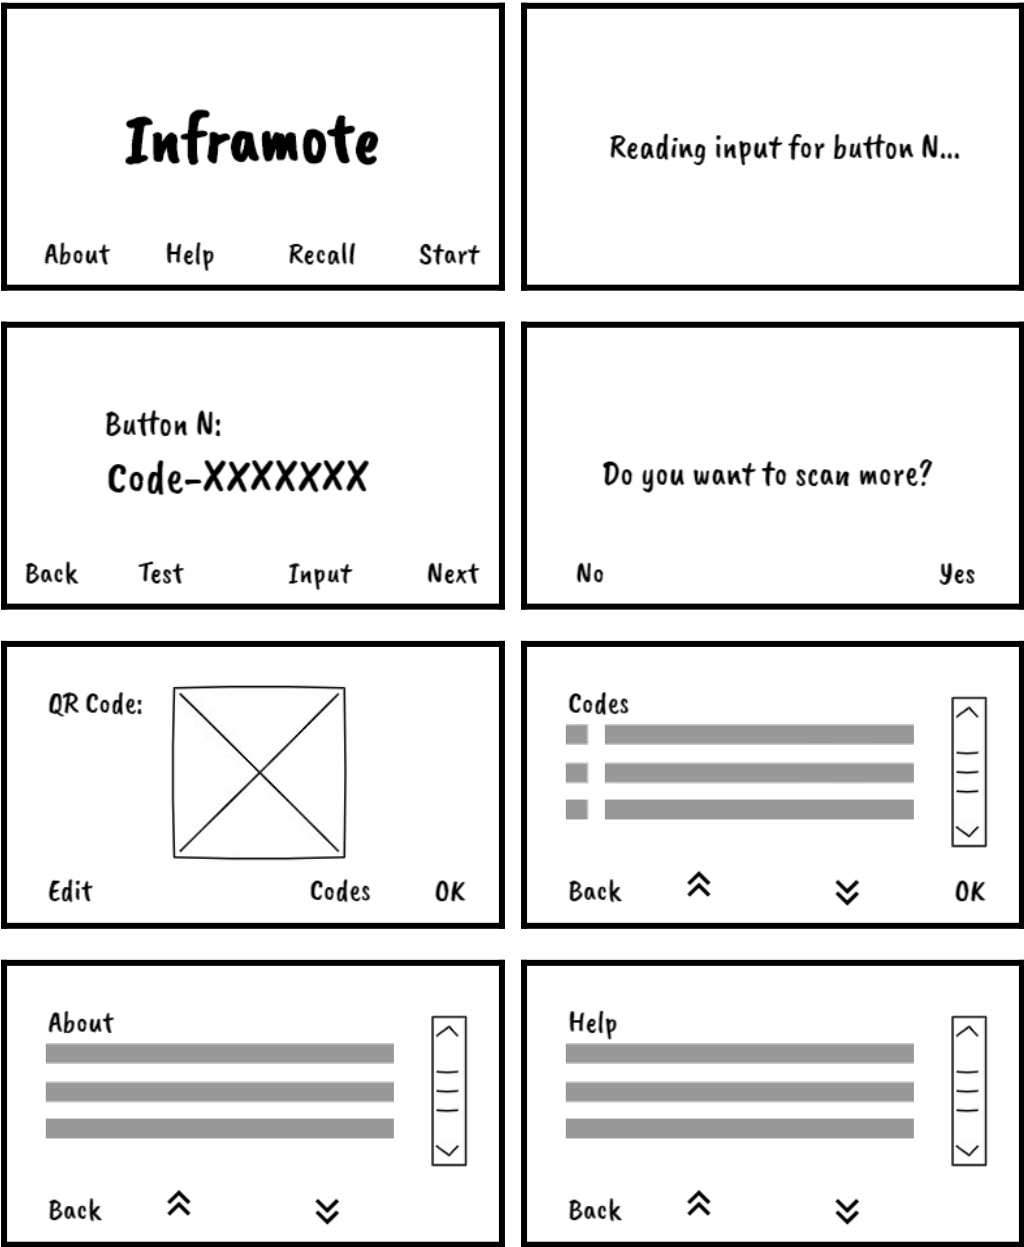 Inframote
About Help Recall Start
Reading input for button N...
Button N:
Code-XXXXXXX
Back Test Input Next
Do you want to scan more?
No Yes
QR Code:
Edit Codes OK
Codes
Back OK
About
Back
Help
Back